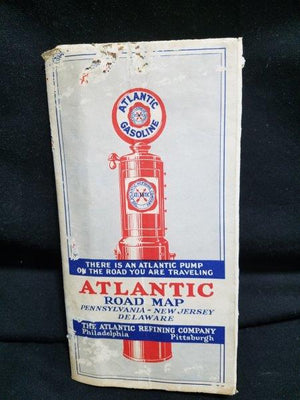 ATLANTIC
GASOLINE
ATLANTIC
THERE IS AN ATLANTIC PUMP
ON THE ROAD YOU ARE TRAVELING
ATLANTIC
ROAD MAP
PENNSYLVANIA - NEW JERSEY
DELAWARE
THE ATLANTIC REFINING COMPANY
Philadelphia Pittsburgh